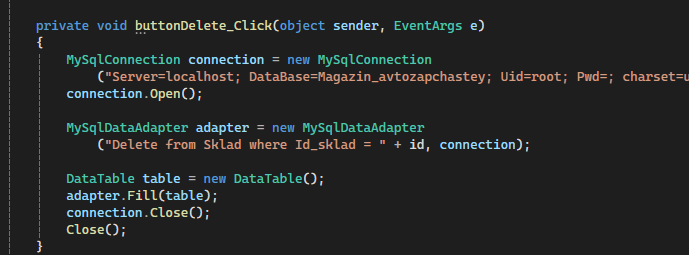 private void buttonDelete_Click(object sender, EventArgs e)
{
MySqlConnection connection = new MySqlConnection
("Server=localhost; DataBase=Magazin_avtozapchastey; Uid=root; Pwd=; charset=u
connection.Open();
MySqlDataAdapter adapter = new MySqlDataAdapter
("Delete from Sklad where Id_sklad = " + id, connection);
DataTable table = new DataTable();
adapter.Fill(table);
connection.Close();
Close();
}